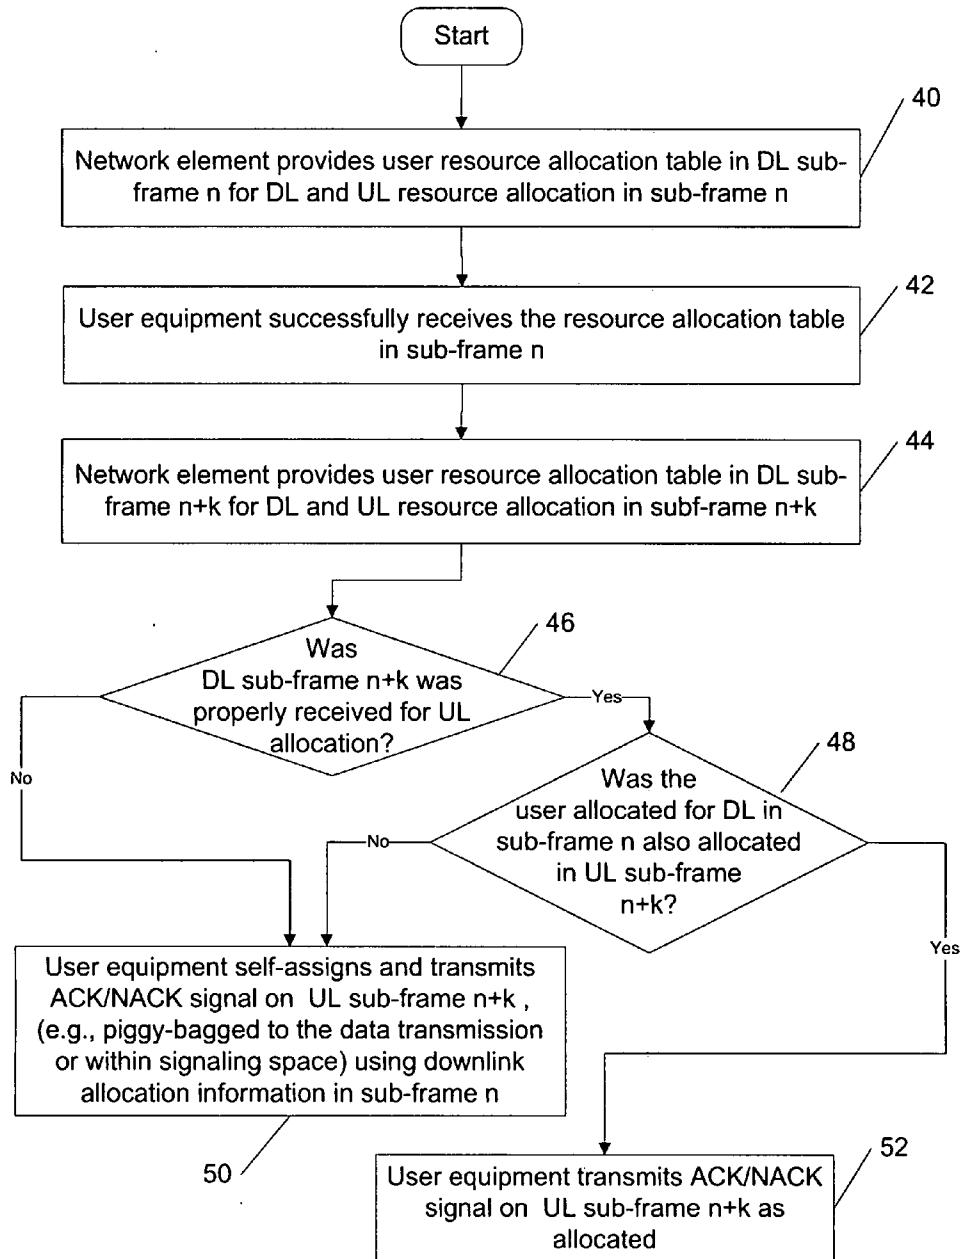 Start
40
Network element provides user resource allocation table in DL sub-
frame n for DL and UL resource allocation in sub-frame n
42
User equipment successfully receives the resource allocation table
in sub-frame n
44
Network element provides user resource allocation table in DL sub-
frame n+k for DL and UL resource allocation in subf-rame n+k
46
Was
DL sub-frame n+k was
properly received for UL
allocation?
Yes
No
48
Was the
user allocated for DL in
sub-frame n also allocated
in UL sub-frame
n+k?
No
Yes
User equipment self-assigns and transmits
ACK/NACK signal on UL sub-frame n+k ,
(e.g., piggy-bagged to the data transmission
or within signaling space) using downlink
allocation information in sub-frame n
50
52
User equipment transmits ACK/NACK
signal on UL sub-frame n+k as
allocated